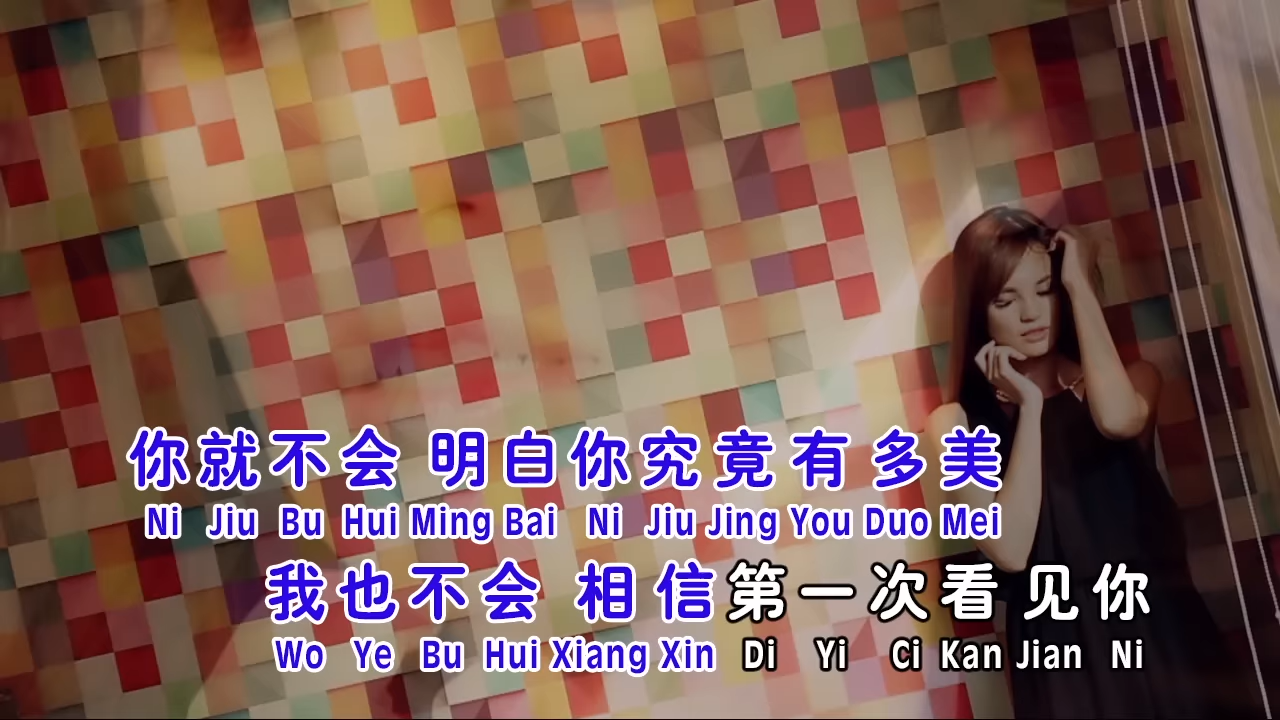 你就不会 明白你究竟有多美
Ni Jiu Bu Hui Ming Bai Ni Jiu Jing You Duo Mei
我也不会 相信第一次看见你
Wo Ye Bu Hui Xiang Xin Di Yi Ci Kan Jian Ni